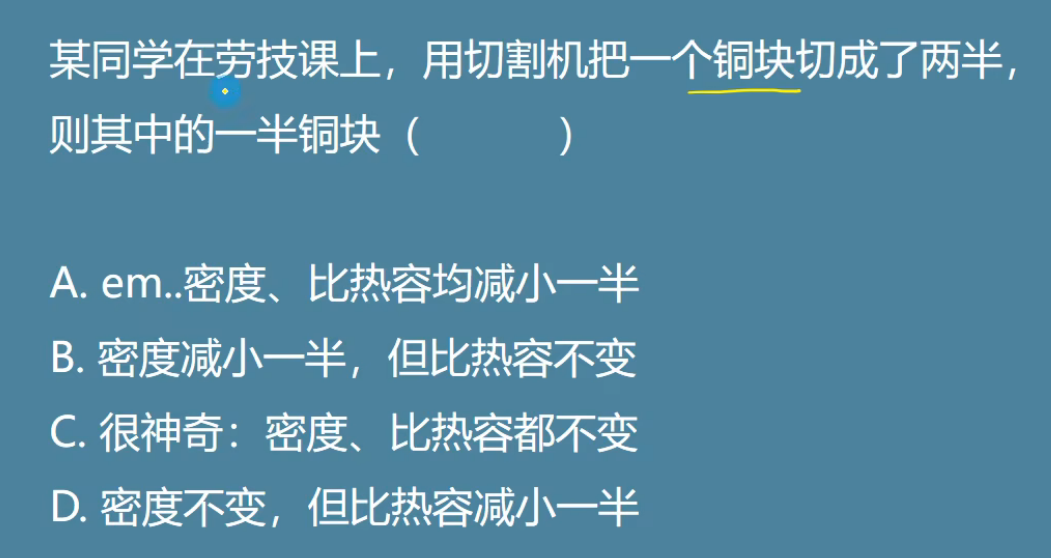 某同学在劳技课上，用切割机把一个铜块切成了两半，
则其中的一半铜块（　　　）
A. em..密度、比热容均减小一半
B. 密度减小一半，但比热容不变
C. 很神奇：密度、比热容都不变
D. 密度不变，但比热容减小一半